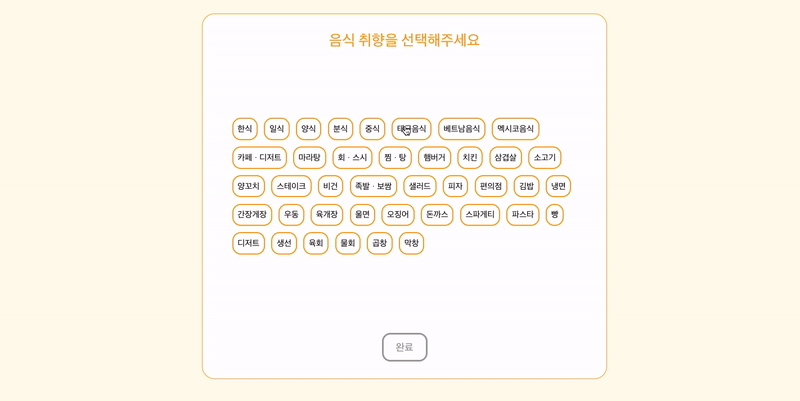 음식 취향을 선택해주세요
한식 일식 양식 분식 중식 태국음식 베트남음식 멕시코음식
카페 · 디저트 마라탕 회 · 스시 찜 · 탕 햄버거 치킨 삼겹살 소고기
양꼬치 스테이크 비건 족발 · 보쌈 샐러드 피자 편의점 김밥 냉면
간장게장 우동 육개장 울면 오징어 돈까스 스파게티 파스타 빵
디저트 생선 육회 물회 곱창 막창
완료